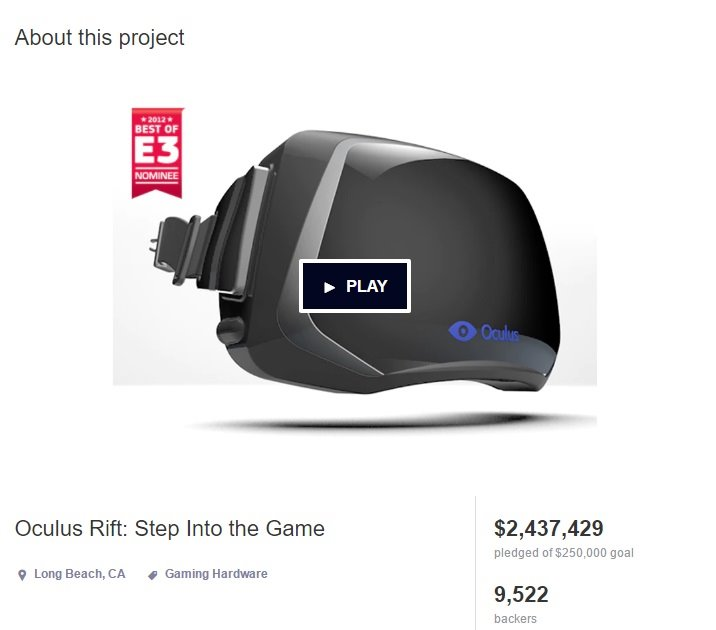 About this project
★ 2012 ★
BEST OF
E3
NOMINEE
► PLAY
Oculus
Oculus Rift: Step Into the Game
Long Beach, CA Gaming Hardware
$2,437,429
pledged of $250,000 goal
9,522
backers